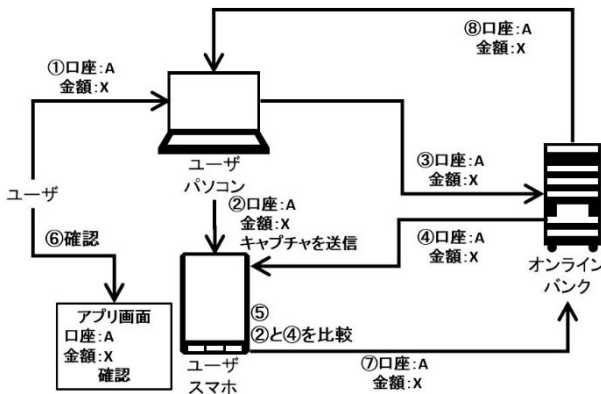 ⑧口座:A
金額:X
①口座:A
金額:X
ユーザ
パソコン
③口座:A
金額:X
ユーザ
②口座:A
金額:X
キャプチャを送信
④口座:A
金額:X
オンライン
バンク
⑥確認
アプリ画面
口座:A
金額:X
確認
⑤
②と④を比較
ユーザ
スマホ
⑦口座:A
金額:X